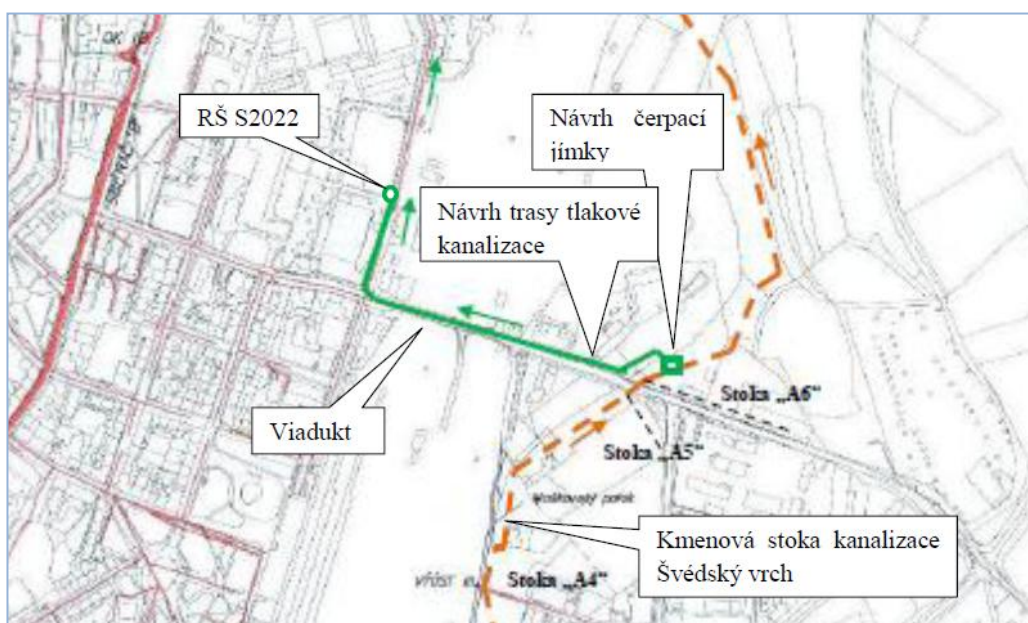 RŠ S2022
Návrh čerpací
jímky
Návrh trasy tlakové
kanalizace
Stoka „A6“
Viadukt
Stoka „A5“
Kmenová stoka kanalizace
Švédský vrch
Stoka „A4“